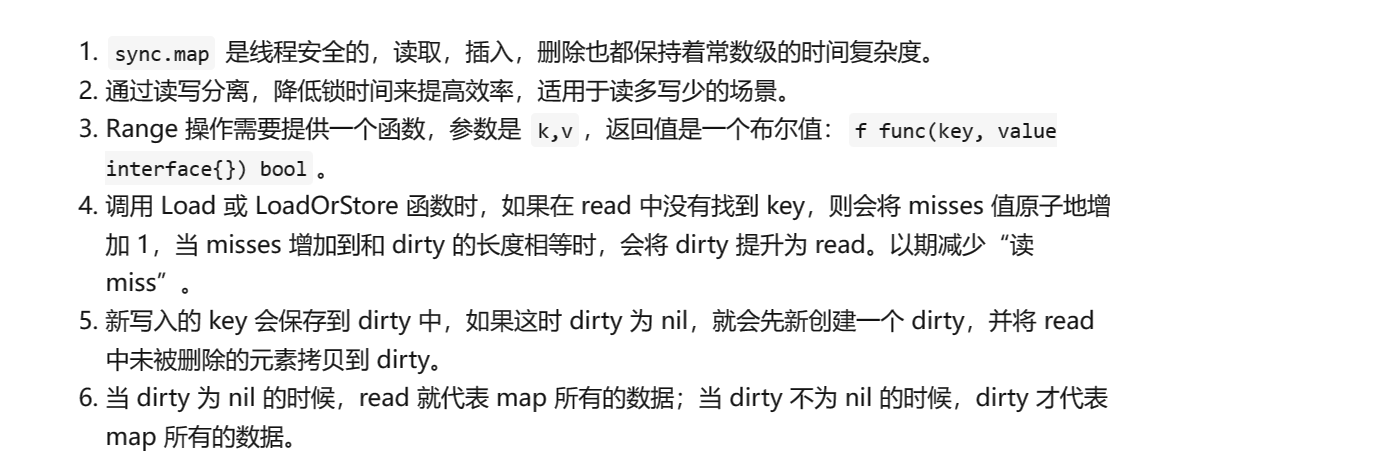 1. sync.map 是线程安全的，读取，插入，删除也都保持着常数级的时间复杂度。
2. 通过读写分离，降低锁时间来提高效率，适用于读多写少的场景。
3. Range 操作需要提供一个函数，参数是 k,v，返回值是一个布尔值：f func(key, value
interface{}) bool。
4. 调用 Load 或 LoadOrStore 函数时，如果在 read 中没有找到 key，则会将 misses 值原子地增
加 1，当 misses 增加到和 dirty 的长度相等时，会将 dirty 提升为 read。以期减少“读
miss”。
5. 新写入的 key 会保存到 dirty 中，如果这时 dirty 为 nil，就会先新创建一个 dirty，并将 read
中未被删除的元素拷贝到 dirty。
6. 当 dirty 为 nil 的时候，read 就代表 map 所有的数据；当 dirty 不为 nil 的时候，dirty 才代表
map 所有的数据。